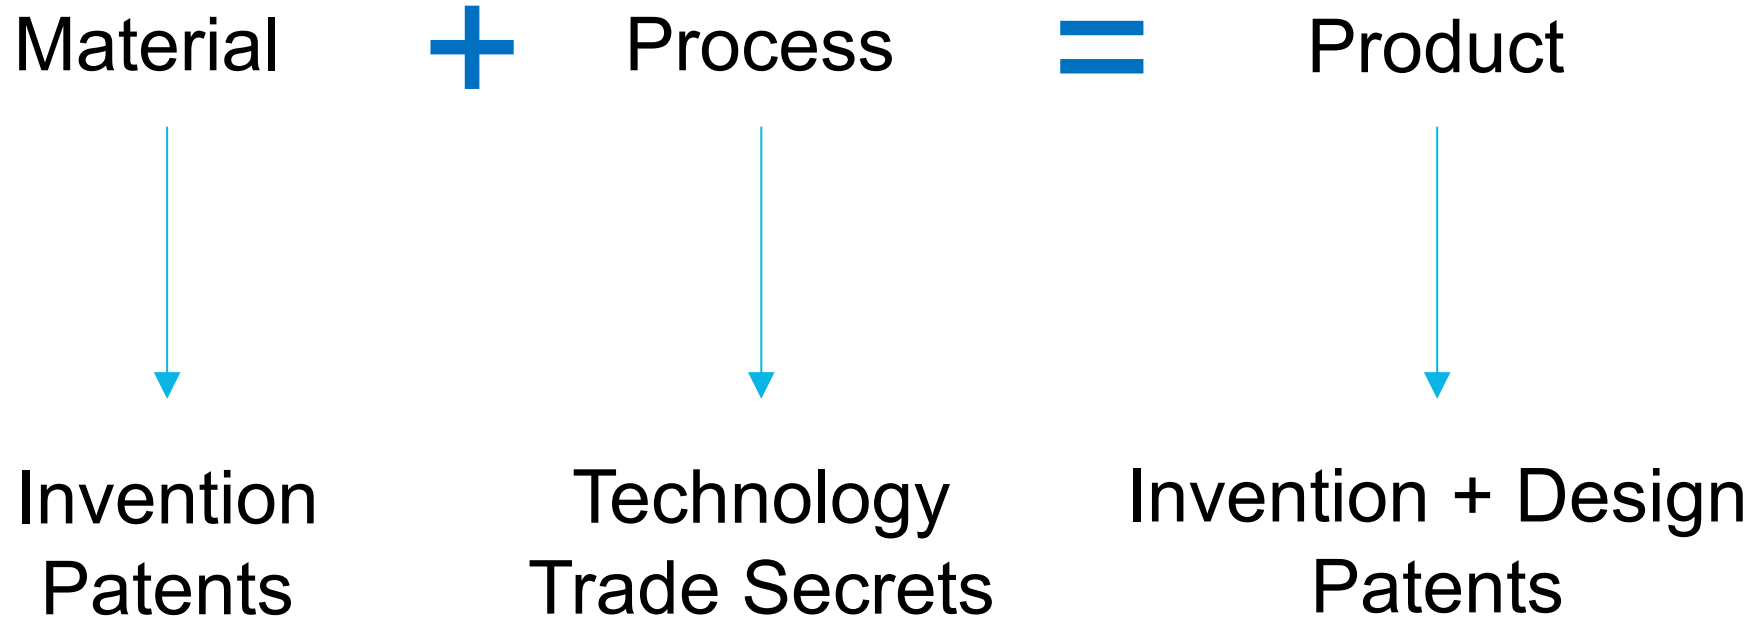 Material + Process = Product
Invention
Patents
Technology
Trade Secrets
Invention + Design
Patents